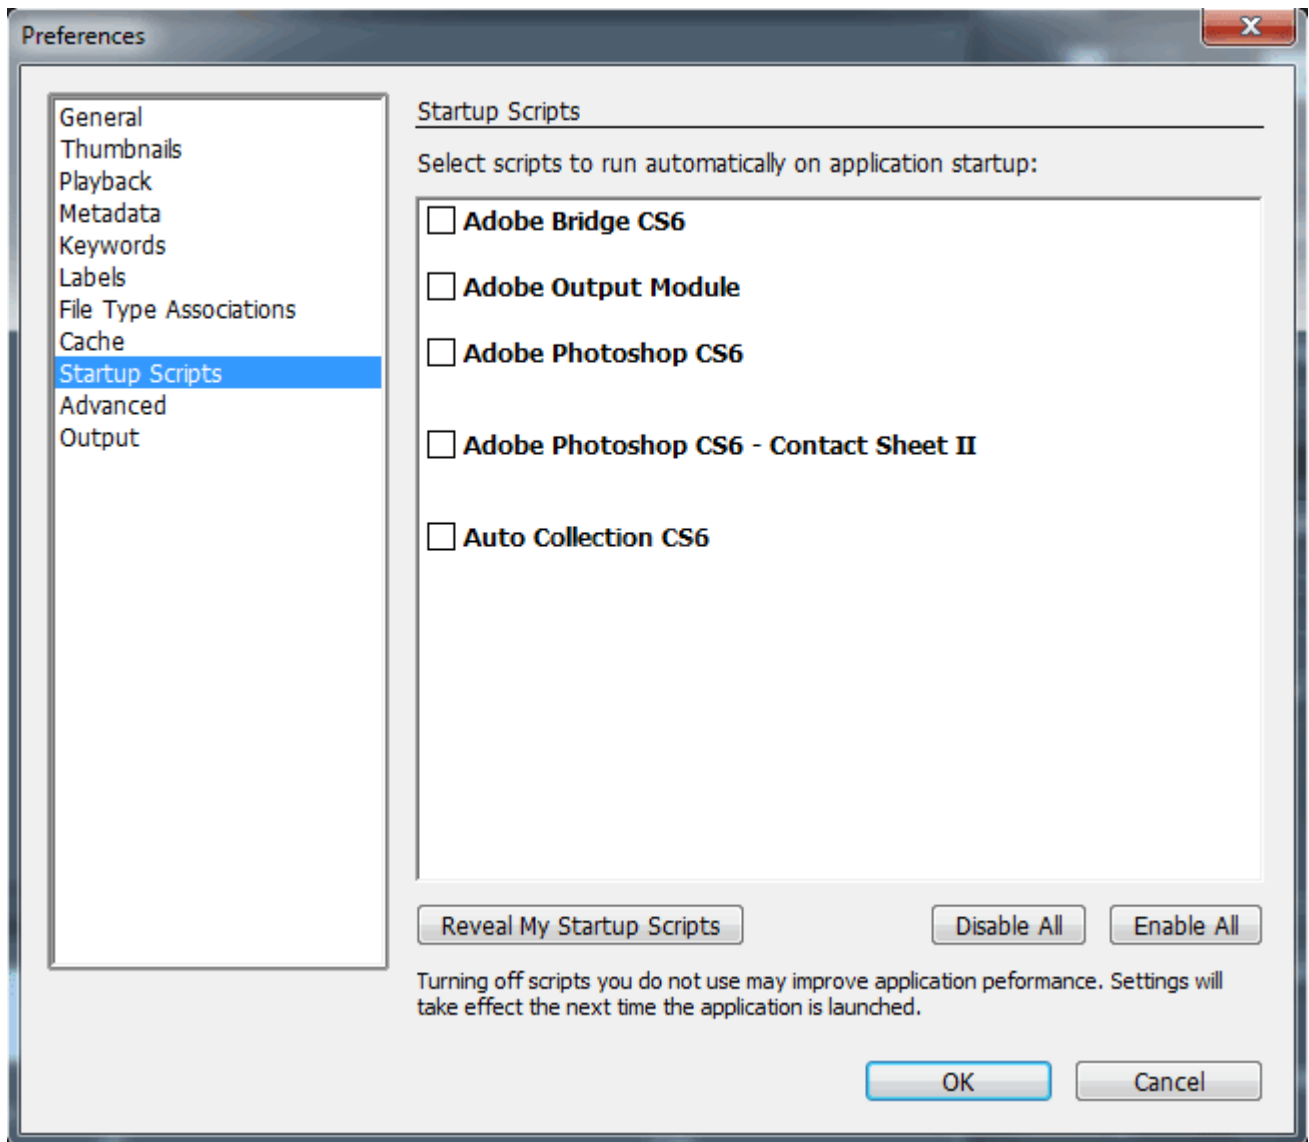 Preferences
General
Thumbnails
Playback
Metadata
Keywords
Labels
File Type Associations
Cache
Startup Scripts
Advanced
Output
Startup Scripts
Select scripts to run automatically on application startup:
Adobe Bridge CS6
Adobe Output Module
Adobe Photoshop CS6
Adobe Photoshop CS6 - Contact Sheet II
Auto Collection CS6
Reveal My Startup Scripts
Disable All
Enable All
Turning off scripts you do not use may improve application peformance. Settings will
take effect the next time the application is launched.
OK
Cancel